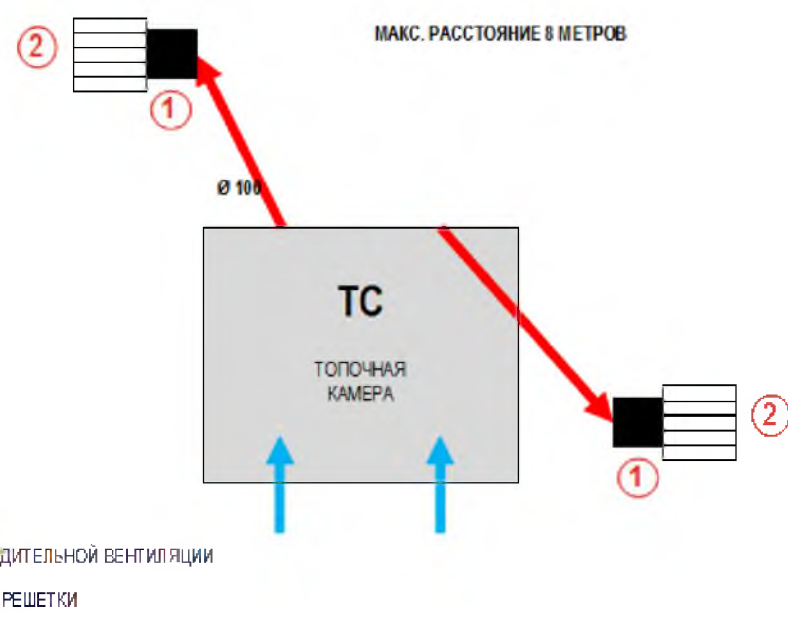 МАКС. РАССТОЯНИЕ 8 МЕТРОВ
2
1
Ø 100
ТС
ТОПОЧНАЯ
КАМЕРА
2
1
ДИТЕЛЬНОЙ ВЕНТИЛЯЦИИ
РЕШЕТКИ